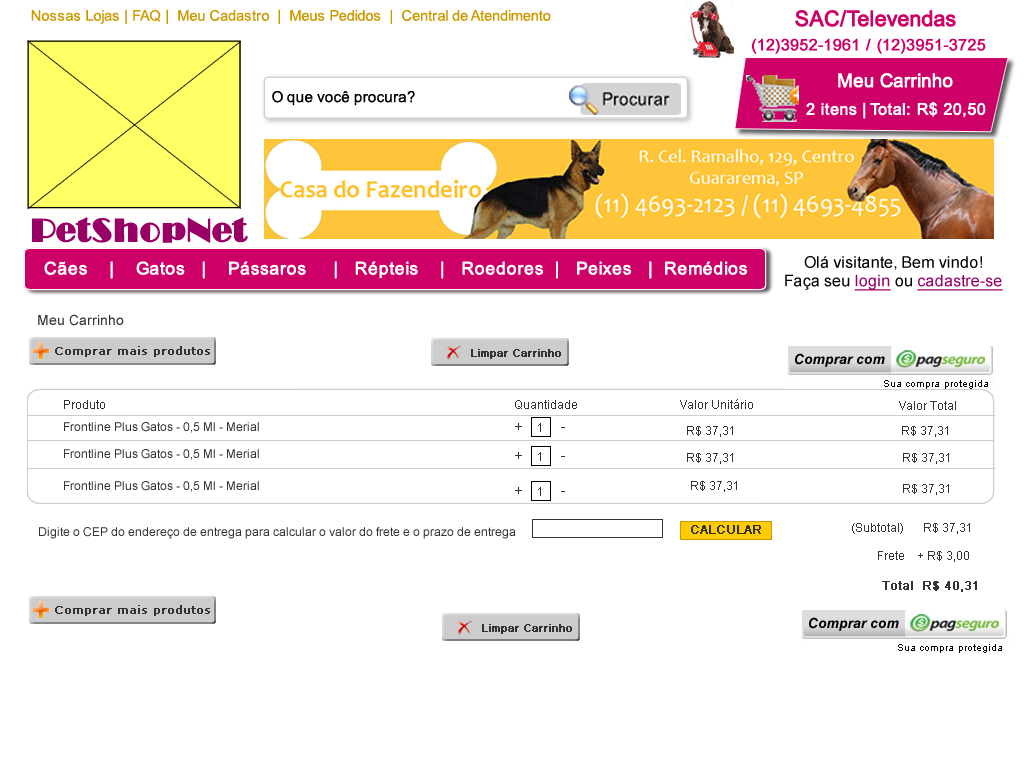 Nossas Lojas | FAQ | Meu Cadastro | Meus Pedidos | Central de Atendimento
SAC/Televendas
(12)3952-1961 / (12)3951-3725
Meu Carrinho
2 itens | Total: R$ 20,50
O que você procura?
Procurar
Casa do Fazendeiro
R. Cel. Ramalho, 129, Centro
Guararema, SP
(11) 4693-2123 / (11) 4693-4855
PetShopNet
Cães | Gatos | Pássaros | Répteis | Roedores | Peixes | Remédios
Olá visitante, Bem vindo!
Faça seu login ou cadastre-se
Meu Carrinho
Comprar mais produtos
Limpar Carrinho
Comprar com pagseguro
Sua compra protegida
Produto Quantidade Valor Unitário Valor Total
Frontline Plus Gatos - 0,5 Ml - Merial + 1 - R$ 37,31 R$ 37,31
Frontline Plus Gatos - 0,5 Ml - Merial + 1 - R$ 37,31 R$ 37,31
Frontline Plus Gatos - 0,5 Ml - Merial + 1 - R$ 37,31 R$ 37,31
Digite o CEP do endereço de entrega para calcular o valor do frete e o prazo de entrega
CALCULAR
(Subtotal) R$ 37,31
Frete + R$ 3,00
Total R$ 40,31
Comprar mais produtos
Limpar Carrinho
Comprar com pagseguro
Sua compra protegida